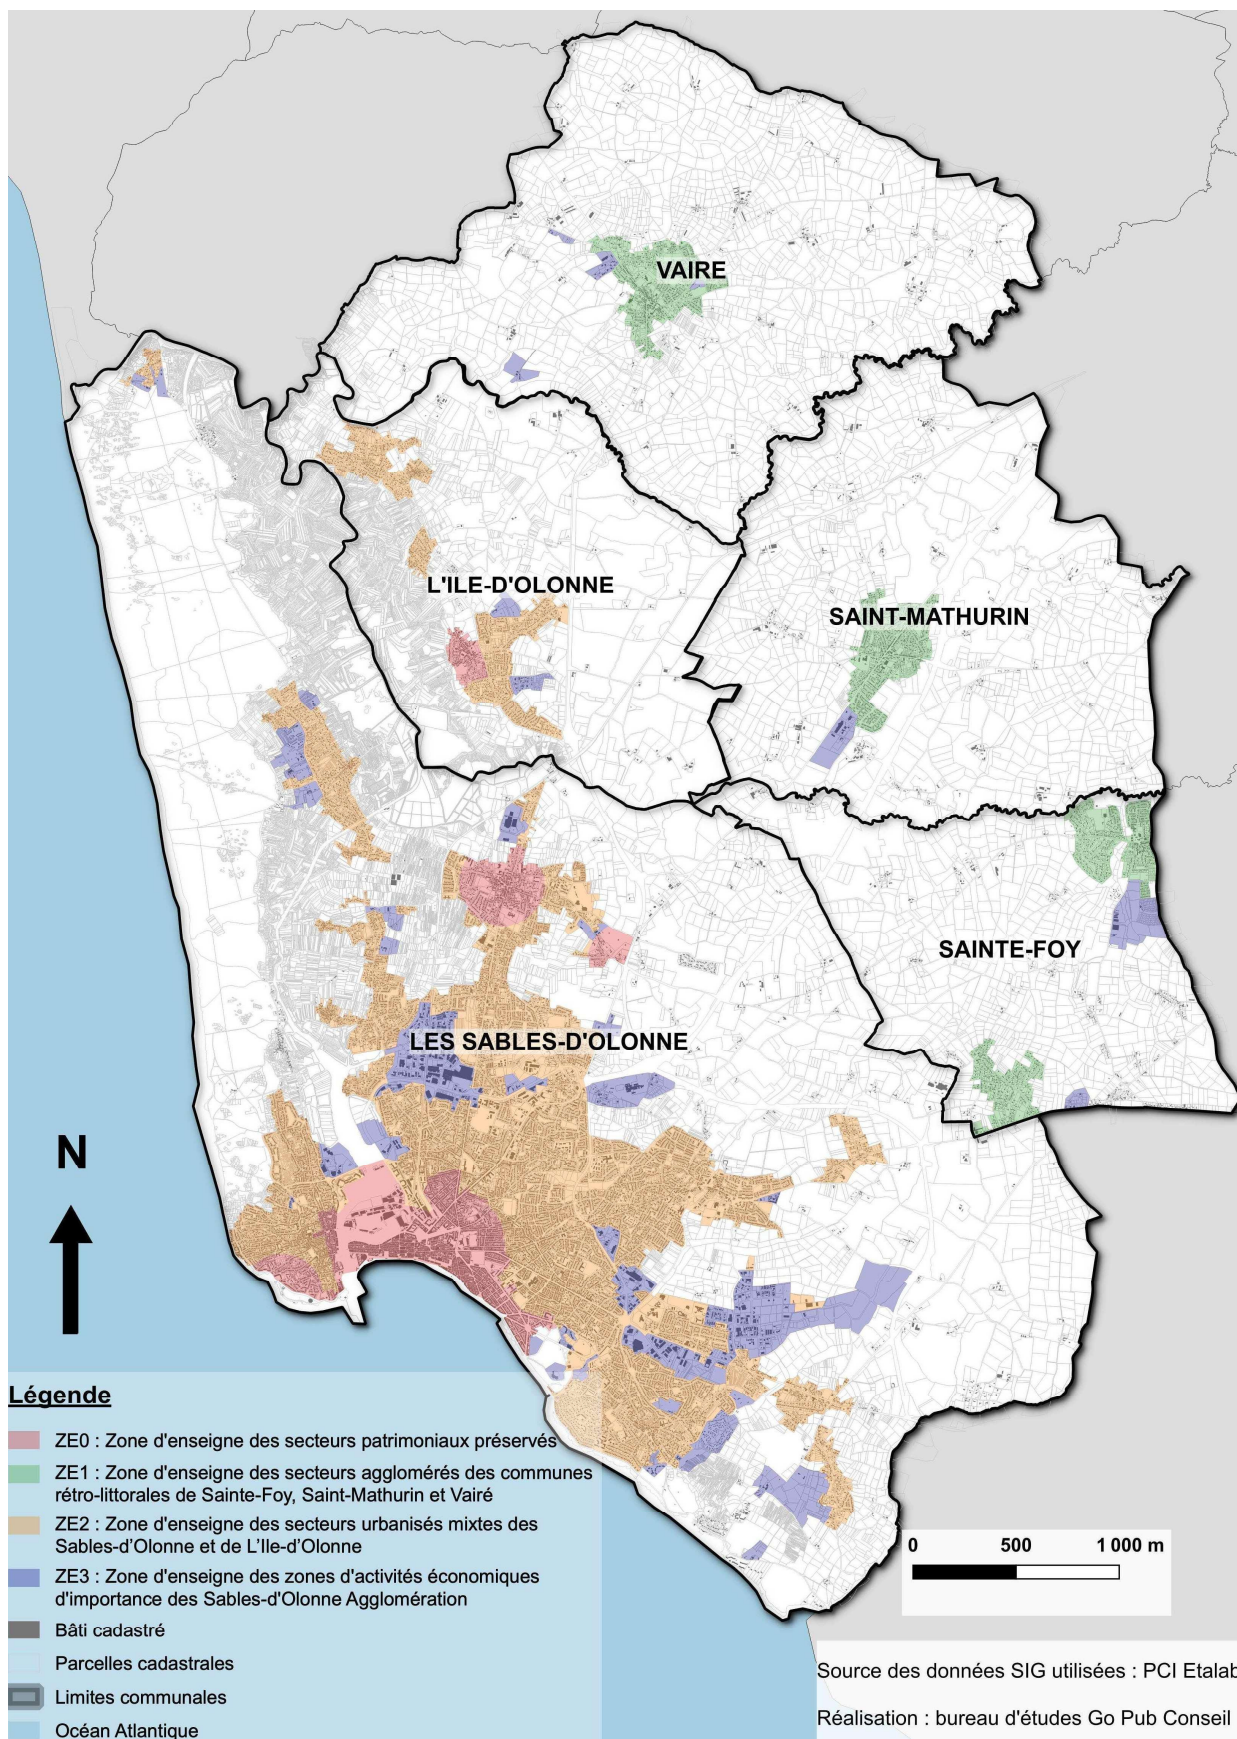 VAIRE
L'ILE-D'OLONNE
SAINT-MATHURIN
SAINTE-FOY
LES SABLES-D'OLONNE
N
Légende
ZE0 : Zone d'enseigne des secteurs patrimoniaux préservés
ZE1 : Zone d'enseigne des secteurs agglomérés des communes
rétro-littorales de Sainte-Foy, Saint-Mathurin et Vairé
ZE2 : Zone d'enseigne des secteurs urbanisés mixtes des
Sables-d'Olonne et de L'Ile-d'Olonne
ZE3 : Zone d'enseigne des zones d'activités économiques
d'importance des Sables-d'Olonne Agglomération
Bâti cadastré
Parcelles cadastrales
Limites communales
Océan Atlantique
0 500 1 000 m
Source des données SIG utilisées : PCI Etalab
Réalisation : bureau d'études Go Pub Conseil